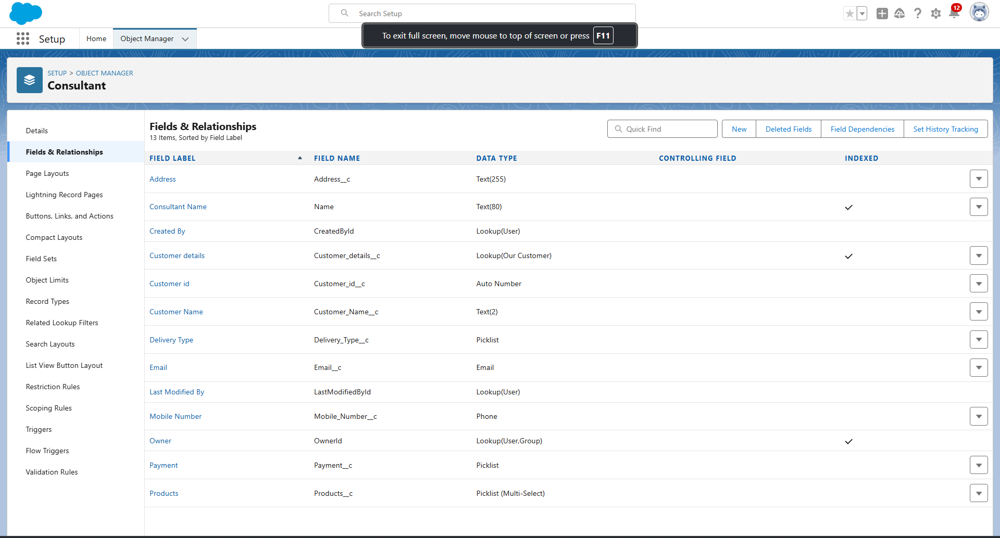 Search Setup
12
To exit full screen, move mouse to top of screen or press F11
Setup
Home
Object Manager
SETUP > OBJECT MANAGER
Consultant
Details
Fields & Relationships
Page Layouts
Lightning Record Pages
Buttons, Links, and Actions
Compact Layouts
Field Sets
Object Limits
Record Types
Related Lookup Filters
Search Layouts
List View Button Layout
Restriction Rules
Scoping Rules
Triggers
Flow Triggers
Validation Rules
Fields & Relationships
13 Items, Sorted by Field Label
Quick Find
New
Deleted Fields
Field Dependencies
Set History Tracking
FIELD LABEL FIELD NAME DATA TYPE CONTROLLING FIELD INDEXED
Address Address__c Text(255)
Consultant Name Name Text(80)
Created By CreatedById Lookup(User)
Customer details Customer_details__c Lookup(Our Customer)
Customer id Customer_id__c Auto Number
Customer Name Customer_Name__c Text(2)
Delivery Type Delivery_Type__c Picklist
Email Email__c Email
Last Modified By LastModifiedById Lookup(User)
Mobile Number Mobile_Number__c Phone
Owner OwnerId Lookup(User,Group)
Payment Payment__c Picklist
Products Products__c Picklist (Multi-Select)